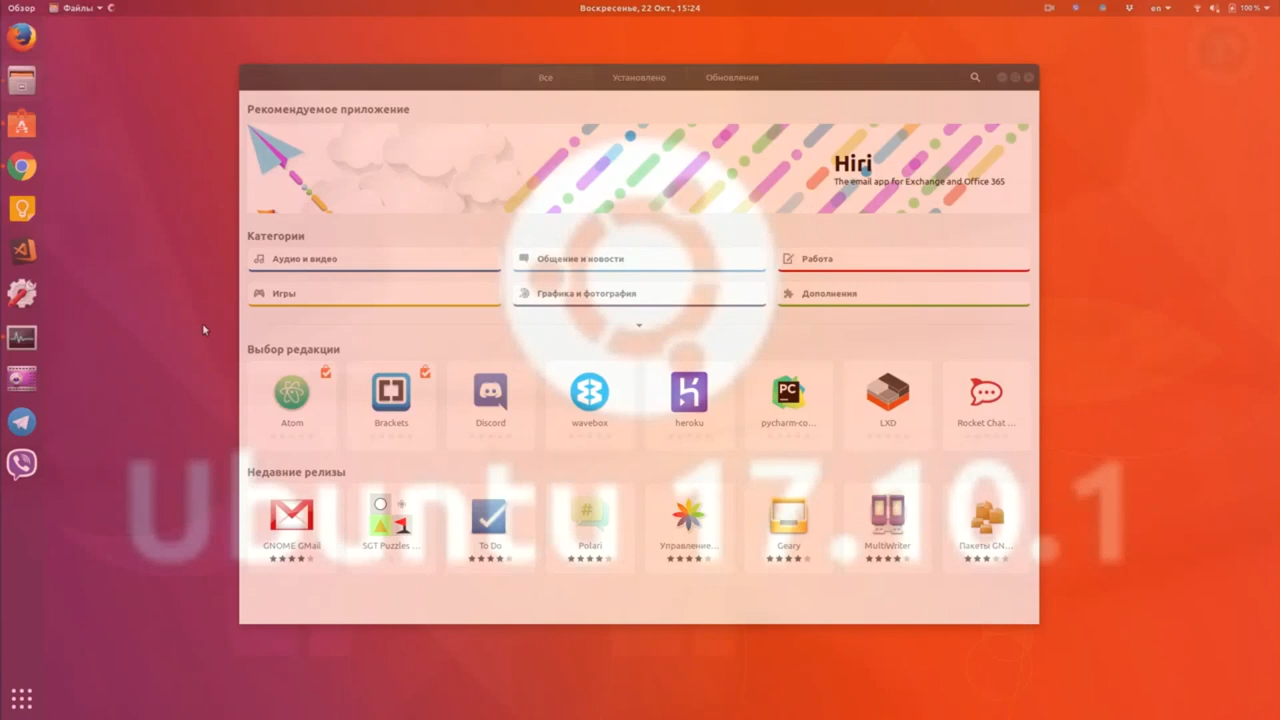 Обзор
Файлы
Воскресенье, 22 Окт., 15:24
en
100 %
Все
Установлено
Обновления
Рекомендуемое приложение
Hiri
The email app for Exchange and Office 365
Категории
Аудио и видео
Общение и новости
Работа
Игры
Графика и фотография
Дополнения
Выбор редакции
Atom
Brackets
Discord
wavebox
heroku
PC
pycharm-co...
LXD
Rocket Chat ...
Недавние релизы
GNOME GMail
SGT Puzzles ...
To Do
Polari
Управление...
Geary
MultiWriter
Пакеты GN...
ubuntu 17.10.1